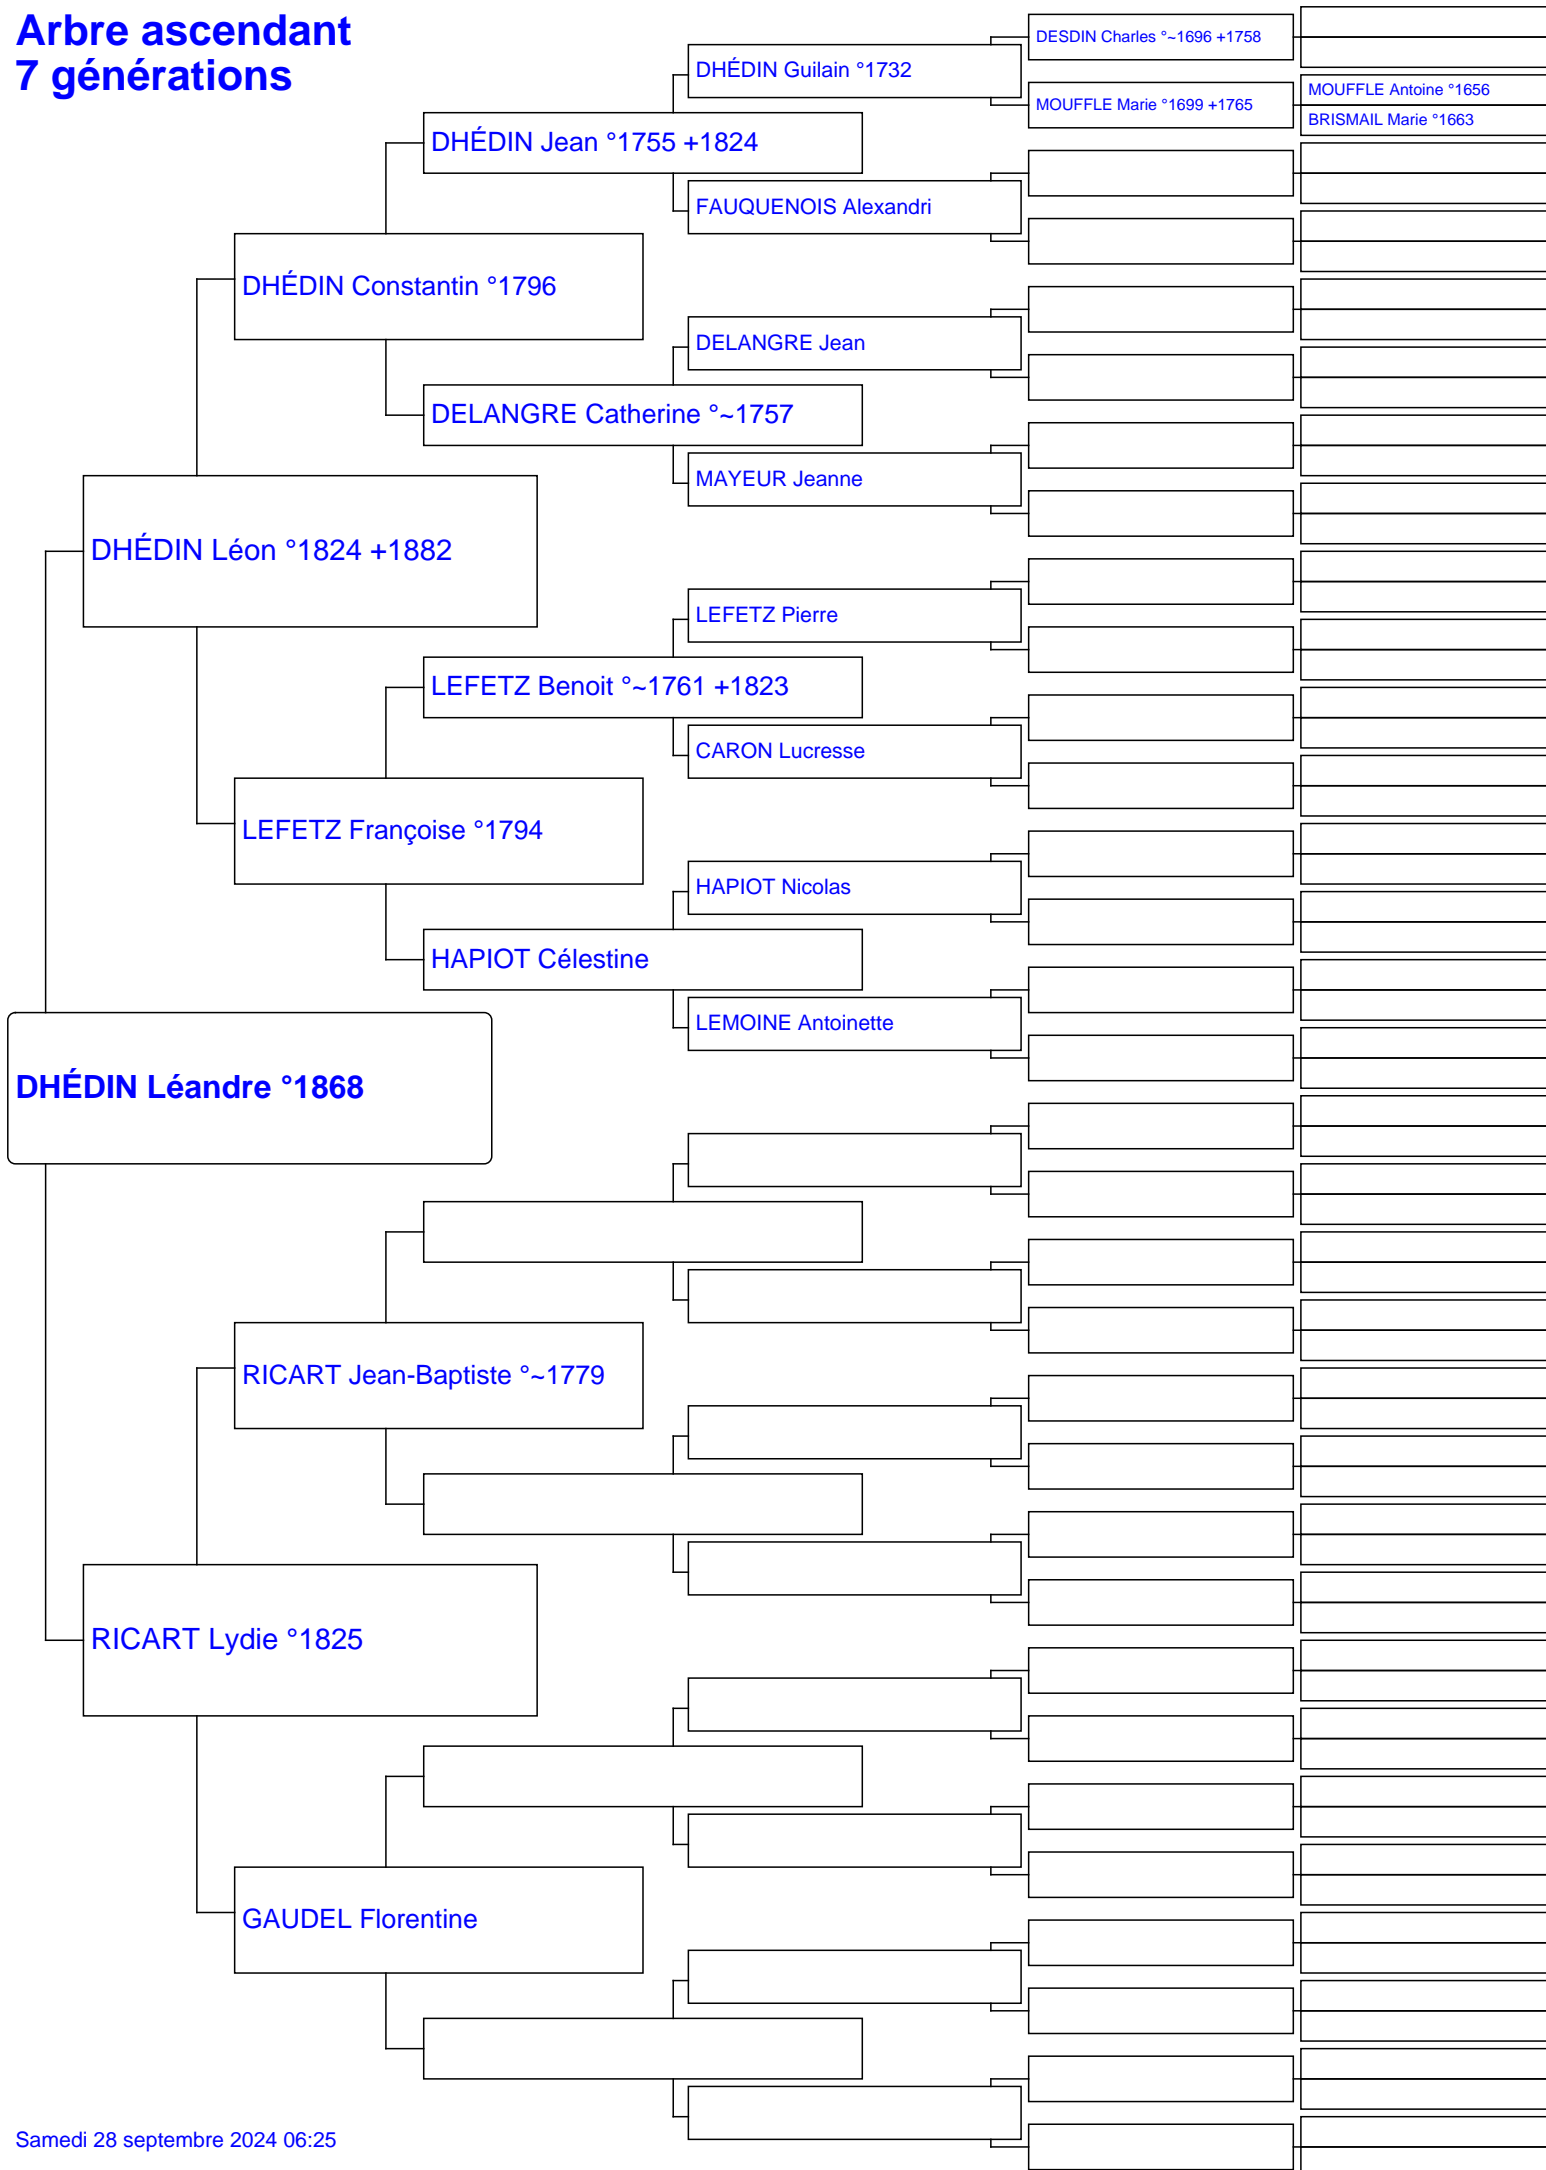 Arbre ascendant
7 générations
DESDIN Charles °~1696 +1758
DHÉDIN Guilain °1732
MOUFFLE Antoine °1656
MOUFFLE Marie °1699 +1765
BRISMAIL Marie °1663
DHÉDIN Jean °1755 +1824
FAUQUENOIS Alexandri
DHÉDIN Constantin °1796
DELANGRE Jean
DELANGRE Catherine °~1757
MAYEUR Jeanne
DHÉDIN Léon °1824 +1882
LEFETZ Pierre
LEFETZ Benoit °~1761 +1823
CARON Lucresse
LEFETZ Françoise °1794
HAPIOT Nicolas
HAPIOT Célestine
LEMOINE Antoinette
DHÉDIN Léandre °1868
RICART Jean-Baptiste °~1779
RICART Lydie °1825
GAUDEL Florentine
Samedi 28 septembre 2024 06:25